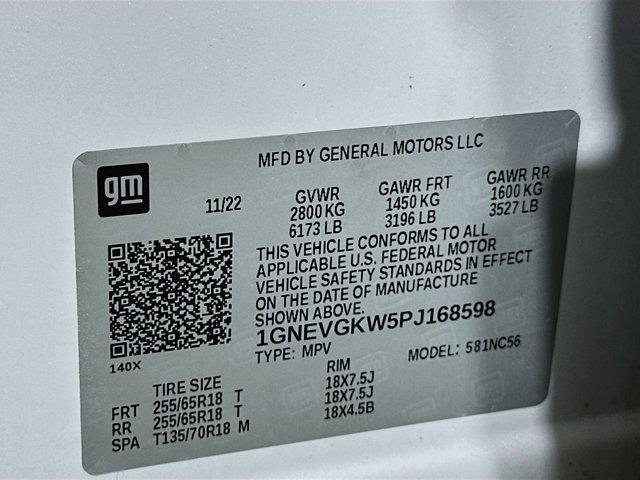 MFD BY GENERAL MOTORS LLC
gm
11/22
GVWR
2800 KG
6173 LB
GAWR FRT
1450 KG
3196 LB
GAWR RR
1600 KG
3527 LB
THIS VEHICLE CONFORMS TO ALL
APPLICABLE U.S. FEDERAL MOTOR
VEHICLE SAFETY STANDARDS IN EFFECT
ON THE DATE OF MANUFACTURE
SHOWN ABOVE.
1GNEVGKW5PJ168598
TYPE: MPV MODEL: 581NC56
140X
TIRE SIZE RIM
FRT 255/65R18 T 18X7.5J
RR 255/65R18 T 18X7.5J
SPA T135/70R18 M 18X4.5B